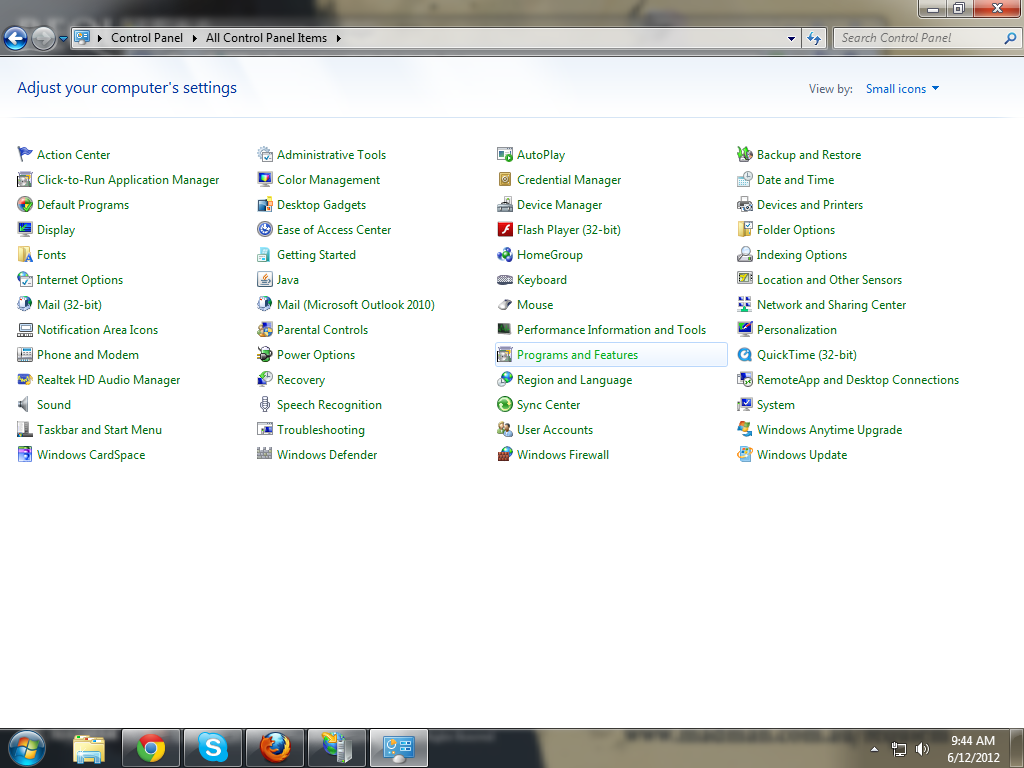 Control Panel All Control Panel Items Search Control Panel
Adjust your computer's settings View by: Small icons
Action Center Administrative Tools AutoPlay Backup and Restore
Click-to-Run Application Manager Color Management Credential Manager Date and Time
Default Programs Desktop Gadgets Device Manager Devices and Printers
Display Ease of Access Center Flash Player (32-bit) Folder Options
Fonts Getting Started HomeGroup Indexing Options
Internet Options Java Keyboard Location and Other Sensors
Mail (32-bit) Mail (Microsoft Outlook 2010) Mouse Network and Sharing Center
Notification Area Icons Parental Controls Performance Information and Tools Personalization
Phone and Modem Power Options Programs and Features QuickTime (32-bit)
Realtek HD Audio Manager Recovery Region and Language RemoteApp and Desktop Connections
Sound Speech Recognition Sync Center System
Taskbar and Start Menu Troubleshooting User Accounts Windows Anytime Upgrade
Windows CardSpace Windows Defender Windows Firewall Windows Update
9:44 AM
6/12/2012